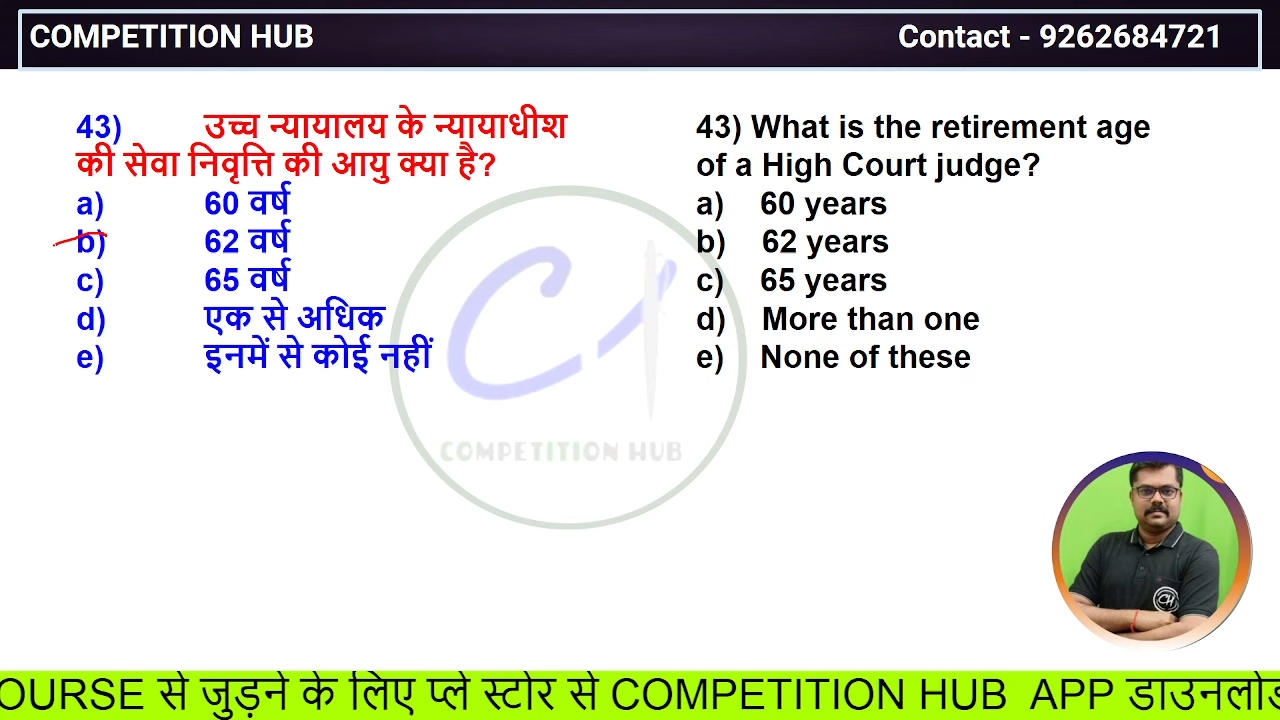 COMPETITION HUB
Contact - 9262684721
43) उच्च न्यायालय के न्यायाधीश
की सेवा निवृत्ति की आयु क्या है?
a) 60 वर्ष
b) 62 वर्ष
c) 65 वर्ष
d) एक से अधिक
e) इनमें से कोई नहीं
43) What is the retirement age
of a High Court judge?
a) 60 years
b) 62 years
c) 65 years
d) More than one
e) None of these
COMPETITION HUB
CH
OURSE से जुड़ने के लिए प्ले स्टोर से COMPETITION HUB APP डाउनलोड